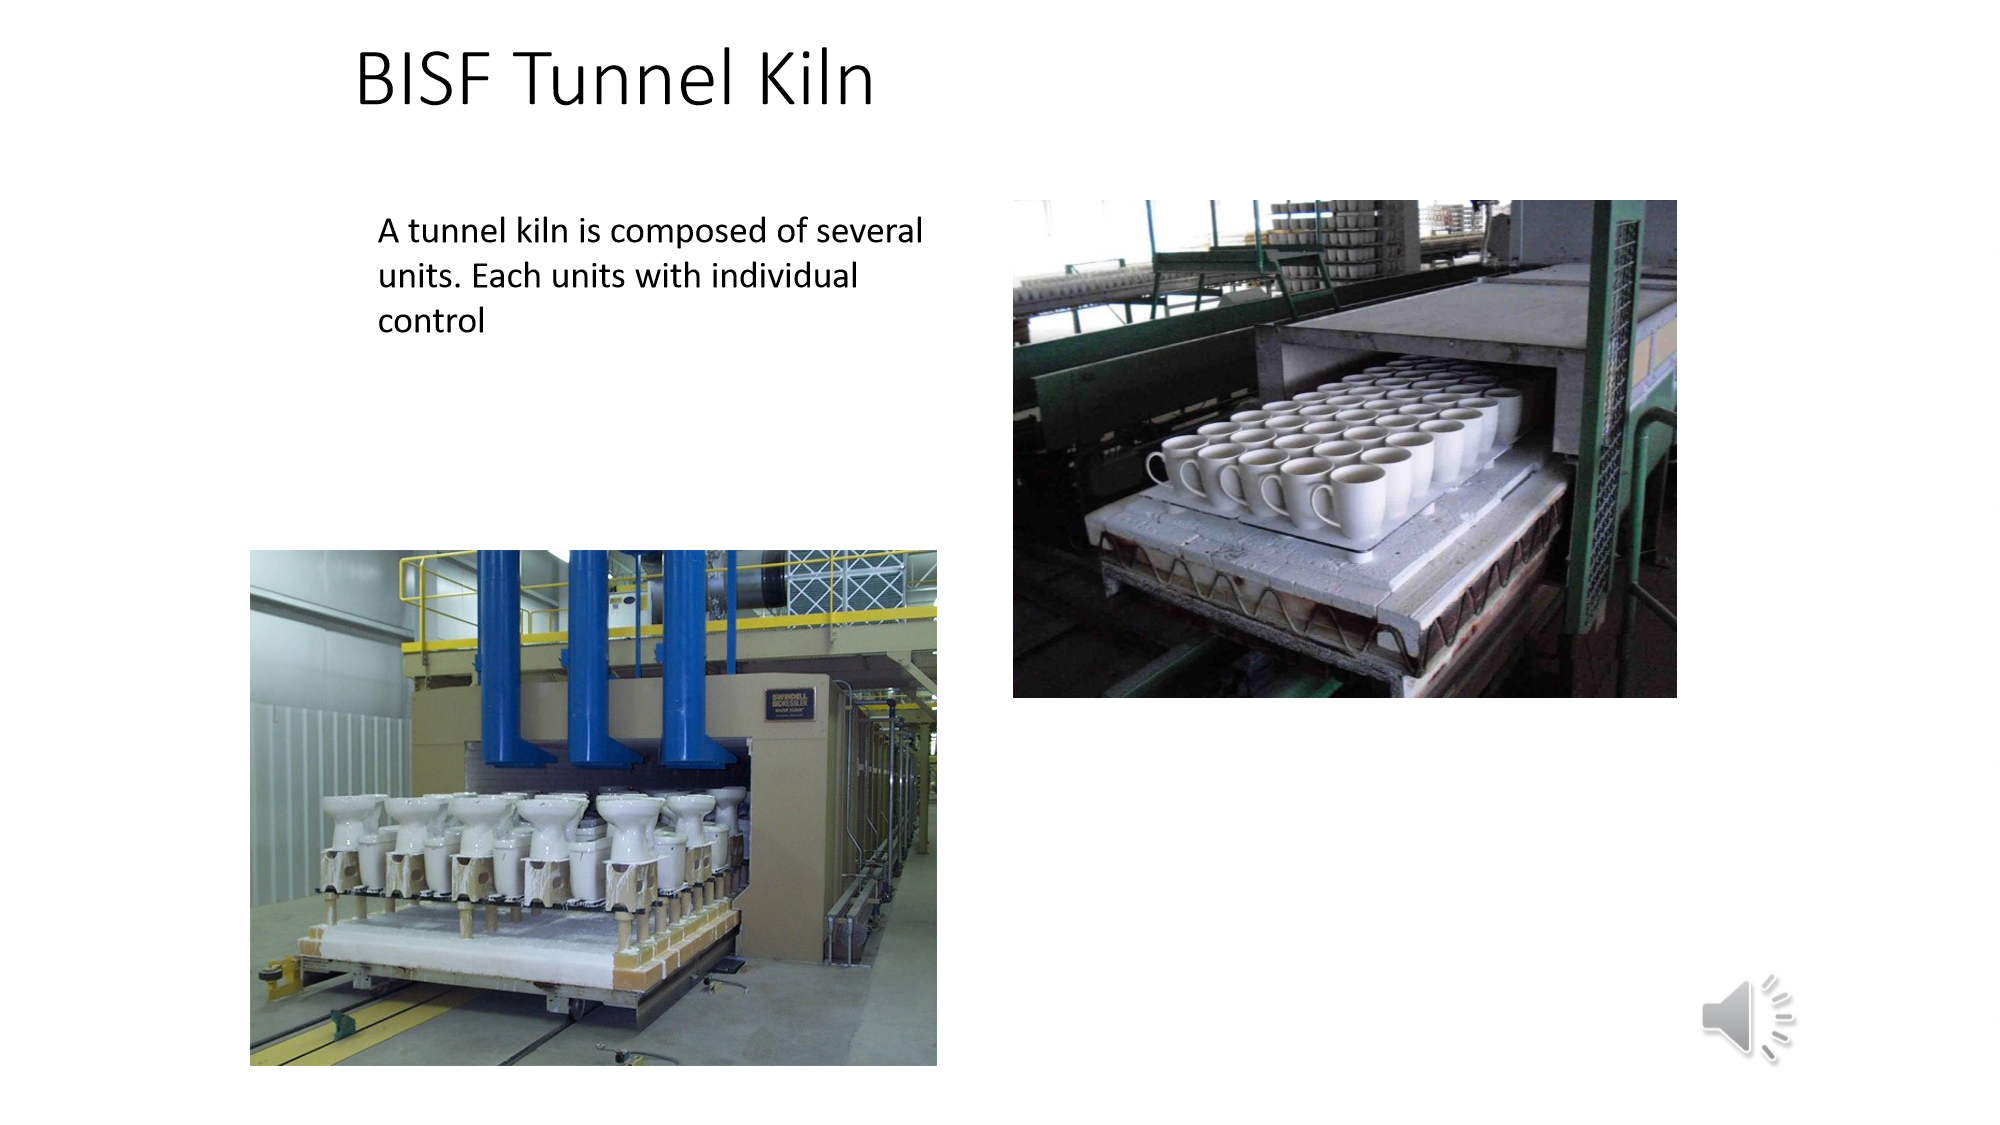 BISF Tunnel Kiln
A tunnel kiln is composed of several
units. Each units with individual
control
SWINDELL
DRESSLER